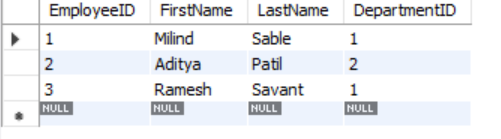 EmployeeID FirstName LastName DepartmentID
1 Milind Sable 1
2 Aditya Patil 2
3 Ramesh Savant 1
NULL NULL NULL NULL